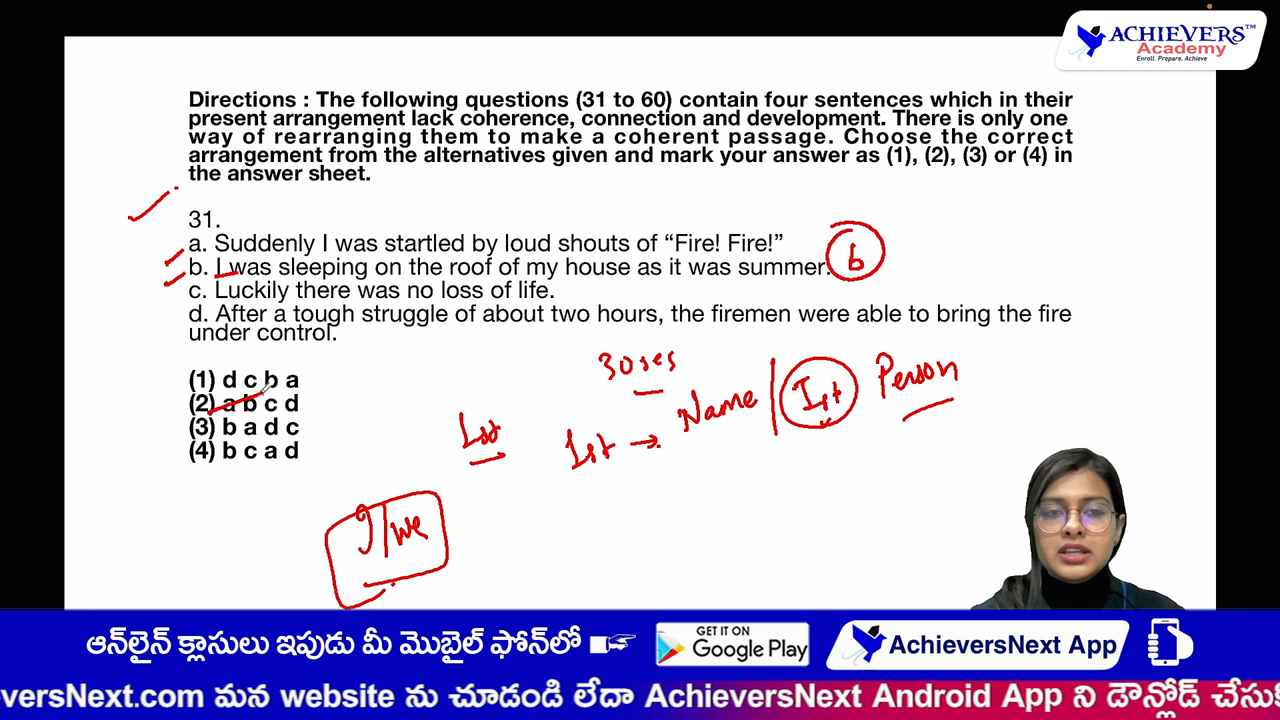 ACHIEVERS™
Academy
Enroll. Prepare. Achieve
Directions : The following questions (31 to 60) contain four sentences which in their
present arrangement lack coherence, connection and development. There is only one
way of rearranging them to make a coherent passage. Choose the correct
arrangement from the alternatives given and mark your answer as (1), (2), (3) or (4) in
the answer sheet.
31.
a. Suddenly I was startled by loud shouts of “Fire! Fire!”
b. I was sleeping on the roof of my house as it was summer.
b
c. Luckily there was no loss of life.
d. After a tough struggle of about two hours, the firemen were able to bring the fire
under control.
30 secs
(1) d c b a
(2) a b c d
(3) b a d c
(4) b c a d
1st
1st → Name / Ist Person
I/we
ఆన్‌లైన్ క్లాసులు ఇపుడు మీ మొబైల్ ఫోన్‌లో
GET IT ON
Google Play
AchieversNext App
versNext.com మన website ను చూడండి లేదా AchieversNext Android App ని డౌన్లోడ్ చేసుక